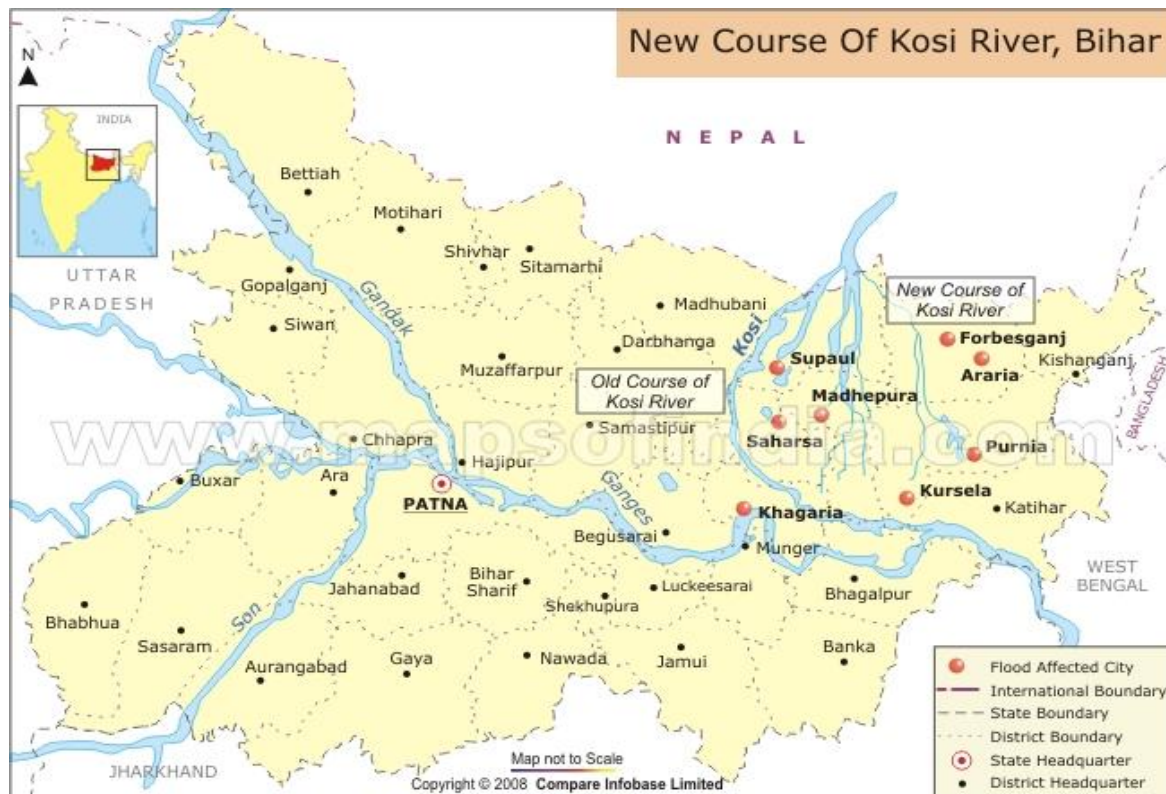 New Course Of Kosi River, Bihar
N
INDIA
NEPAL
Bettiah
Motihari
Shivhar
Sitamarhi
UTTAR
PRADESH
Gopalganj
Gandak
Madhubani
New Course of
Kosi River
Siwan
Kosi
Forbesganj
Darbhanga
Muzaffarpur
Supaul
Araria
Kishanganj
Old Course of
Kosi River
Madhepura
BANGLADESH
Samastipur
Saharsa
www.mapsofindia.com
Chhapra
Hajipur
Purnia
Buxar
Ara
PATNA
Ganges
Kursela
Khagaria
Katihar
Begusarai
Munger
WEST
BENGAL
Jahanabad
Bihar
Sharif
Luckeesarai
Shekhupura
Bhagalpur
Bhabhua
Son
Sasaram
Aurangabad
Gaya
Nawada
Jamui
Banka
Flood Affected City
International Boundary
State Boundary
District Boundary
State Headquarter
District Headquarter
JHARKHAND
Map not to Scale
Copyright © 2008 Compare Infobase Limited